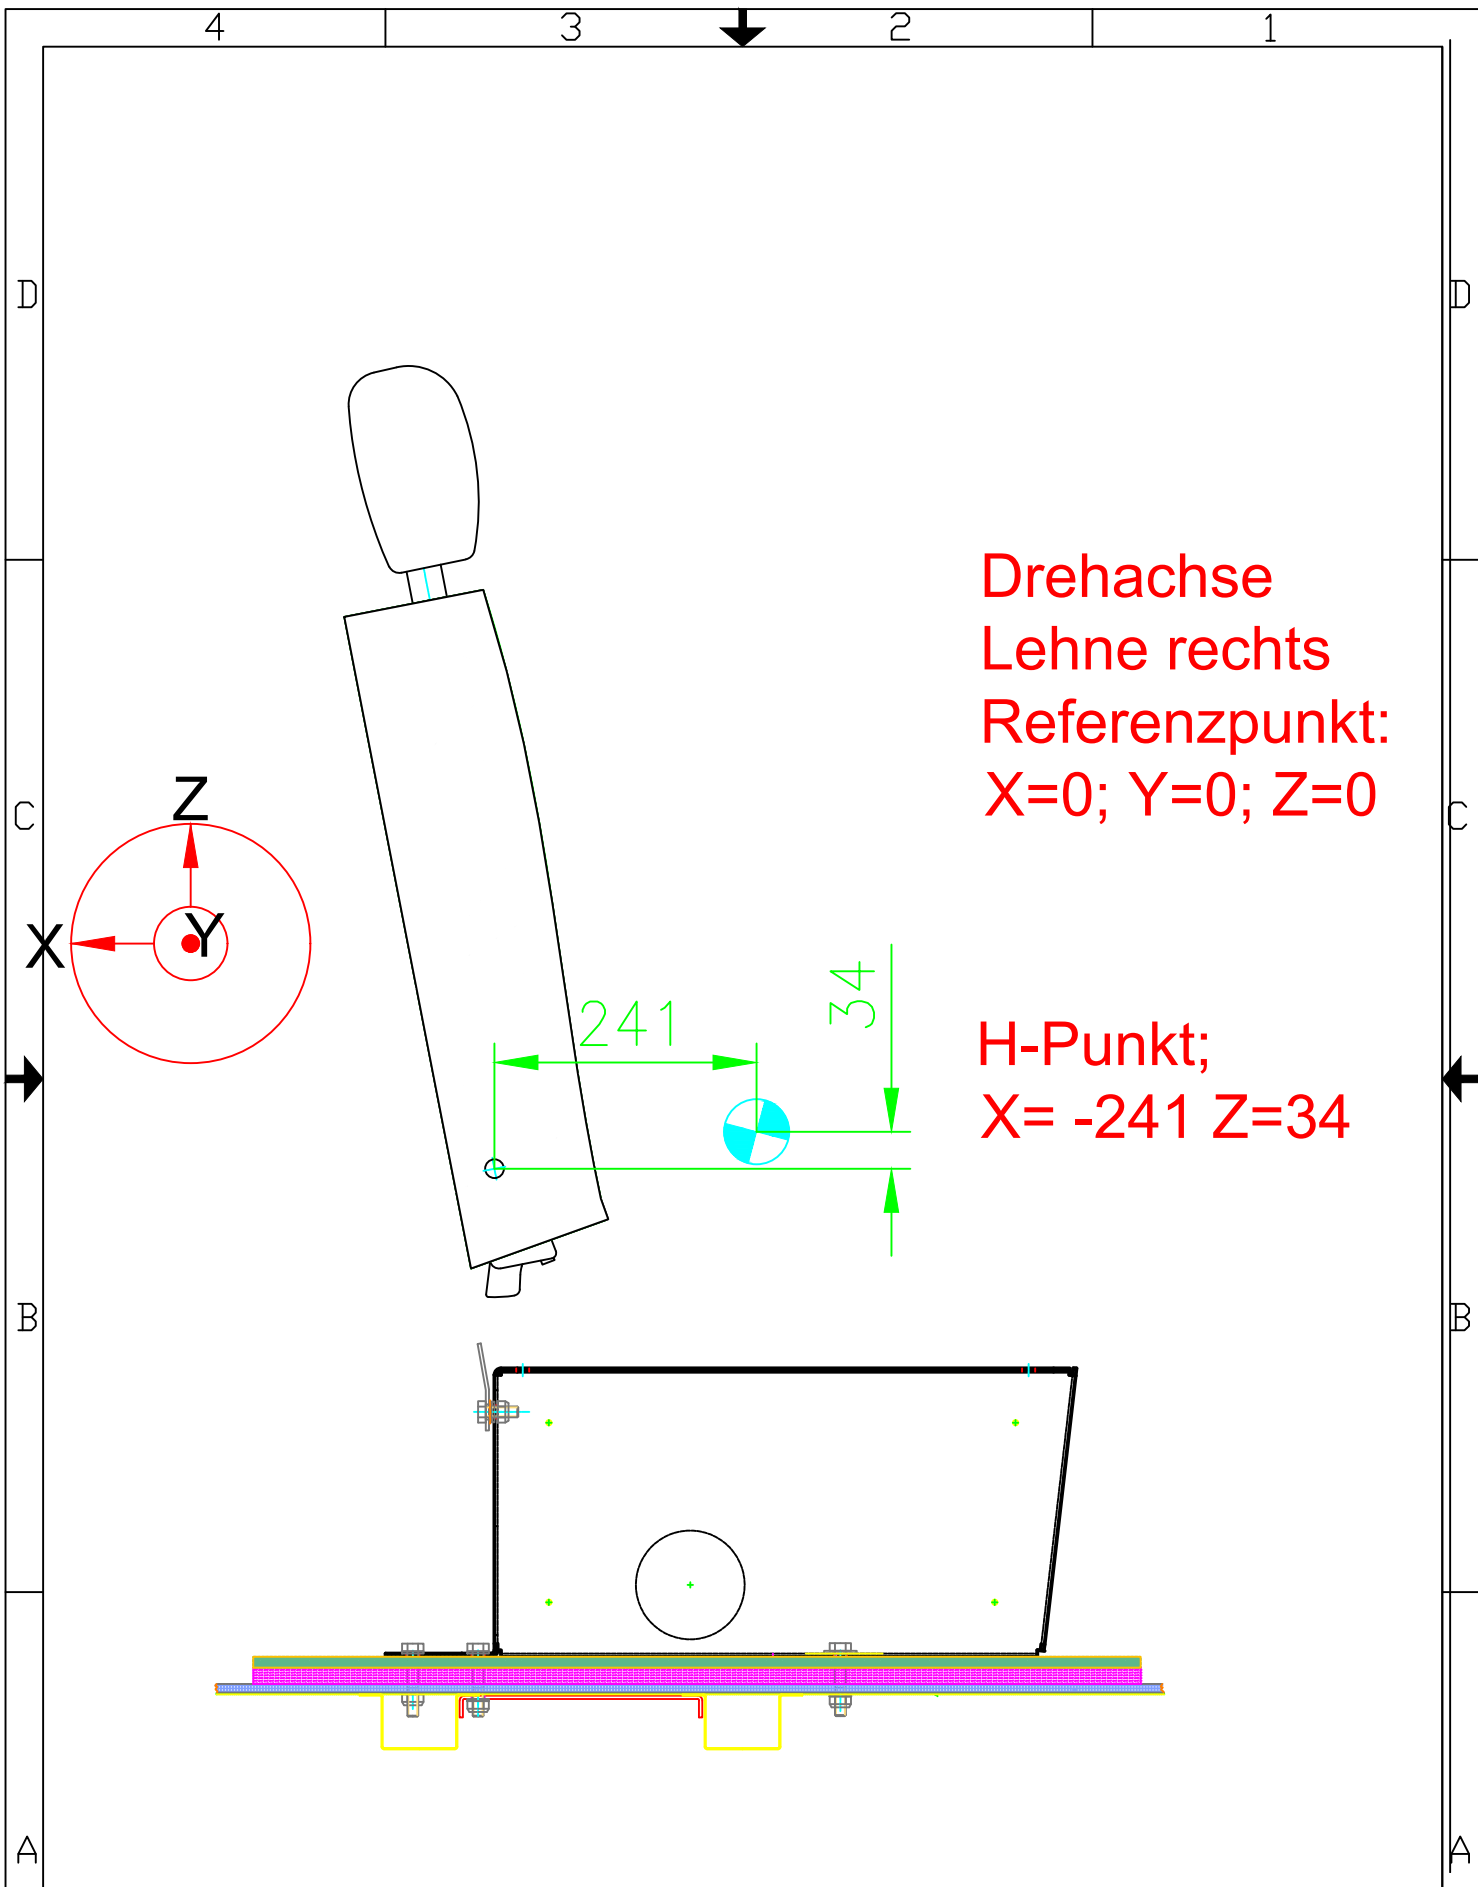 4 3 2 1
D D
Drehachse
Lehne rechts
Referenzpunkt:
X=0; Y=0; Z=0
Z
C C
X Y
241 34
H-Punkt;
X= -241 Z=34
B B
A A